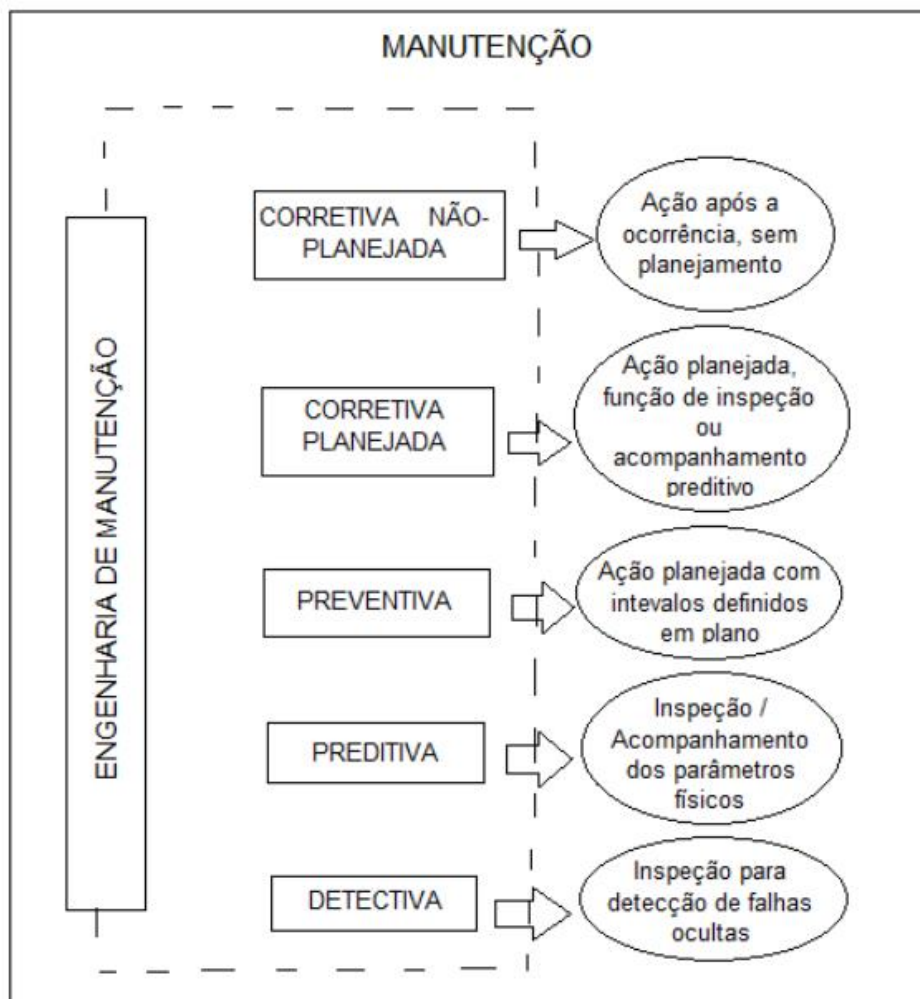 MANUTENÇÃO
ENGENHARIA DE MANUTENÇÃO
CORRETIVA NÃO-
PLANEJADA
Ação após a
ocorrência, sem
planejamento
CORRETIVA
PLANEJADA
Ação planejada,
função de inspeção
ou
acompanhamento
preditivo
PREVENTIVA
Ação planejada com
intevalos definidos
em plano
PREDITIVA
Inspeção /
Acompanhamento
dos parâmetros
físicos
DETECTIVA
Inspeção para
detecção de falhas
ocultas